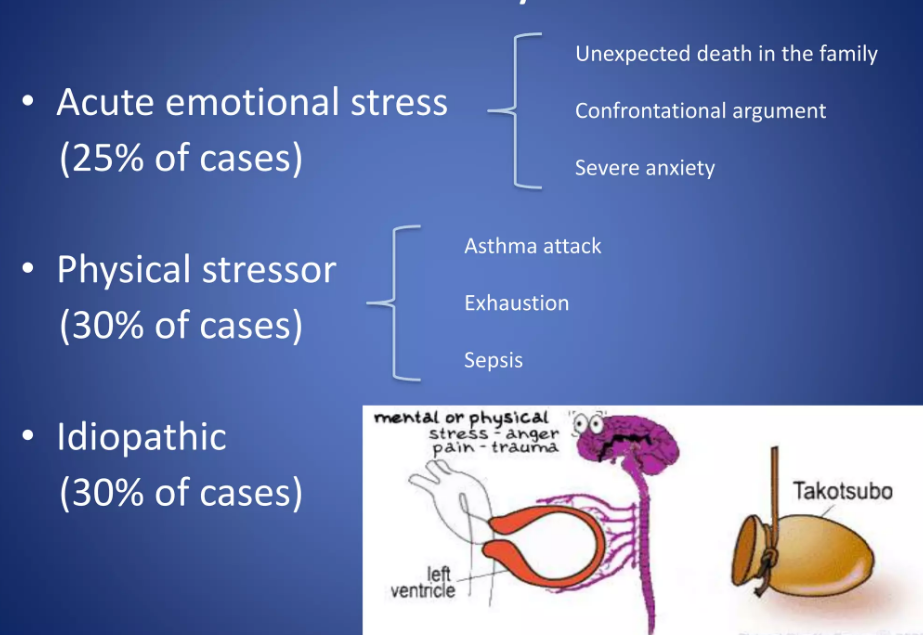 • Acute emotional stress
(25% of cases)
Unexpected death in the family
Confrontational argument
Severe anxiety
• Physical stressor
(30% of cases)
Asthma attack
Exhaustion
Sepsis
• Idiopathic
(30% of cases)
mental or physical
stress - anger
pain - trauma
left
ventricle
Takotsubo